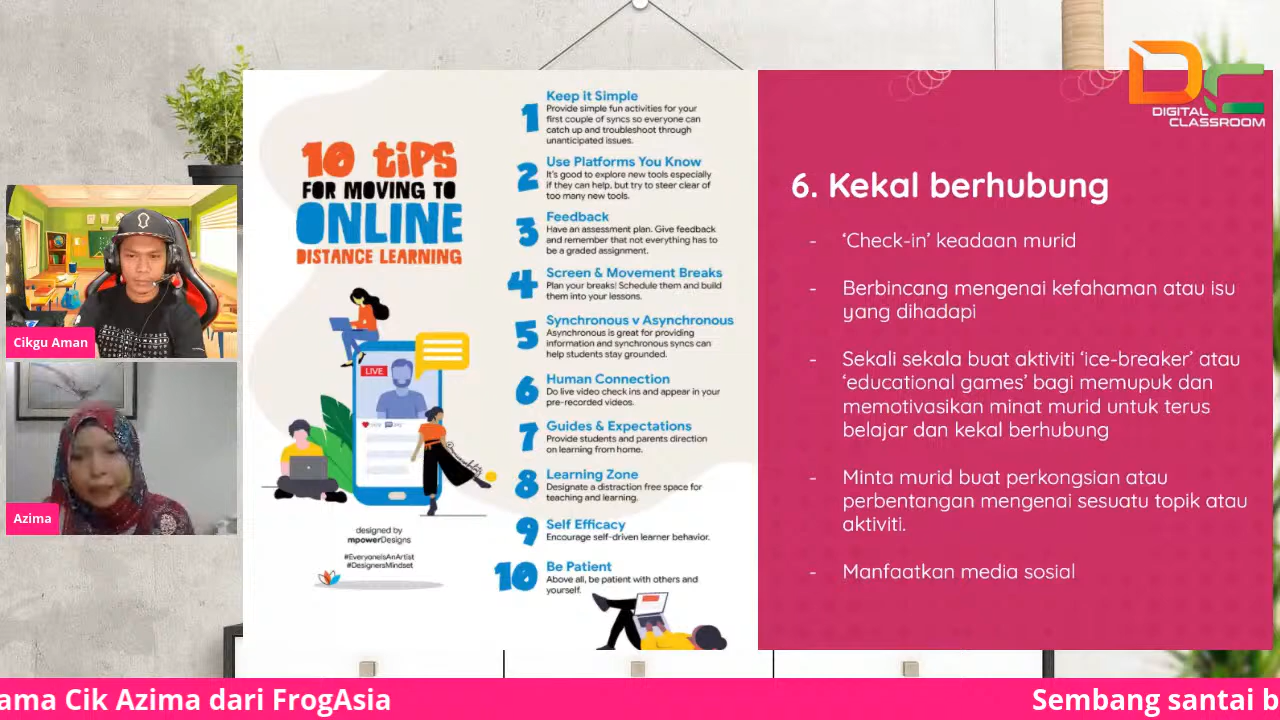 DIGITAL
CLASSROOM
10 TIPS
FOR MOVING TO
ONLINE
DISTANCE LEARNING
LIVE
designed by
mpowerDesigns
#EveryoneIsAnArtist
#DesignersMindset
1
Keep it Simple
Provide simple fun activities for your
first couple of syncs so everyone can
catch up and troubleshoot through
unanticipated issues.
2
Use Platforms You Know
It's good to explore new tools especially
if they can help, but try to steer clear of
too many new tools.
3
Feedback
Have an assessment plan. Give feedback
and remember that not everything has to
be a graded assignment.
4
Screen & Movement Breaks
Plan your breaks! Schedule them and build
them into your lessons.
5
Synchronous v Asynchronous
Asynchronous is great for providing
information and synchronous syncs can
help students stay grounded.
6
Human Connection
Do live video check ins and appear in your
pre-recorded videos.
7
Guides & Expectations
Provide students and parents direction
on learning from home.
8
Learning Zone
Designate a distraction free space for
teaching and learning.
9
Self Efficacy
Encourage self-driven learner behavior.
10
Be Patient
Above all, be patient with others and
yourself.
6. Kekal berhubung
- ‘Check-in’ keadaan murid
- Berbincang mengenai kefahaman atau isu
yang dihadapi
- Sekali sekala buat aktiviti ‘ice-breaker’ atau
‘educational games’ bagi memupuk dan
memotivasikan minat murid untuk terus
belajar dan kekal berhubung
- Minta murid buat perkongsian atau
perbentangan mengenai sesuatu topik atau
aktiviti.
- Manfaatkan media sosial
Cikgu Aman
Azima
ama Cik Azima dari FrogAsia
Sembang santai b